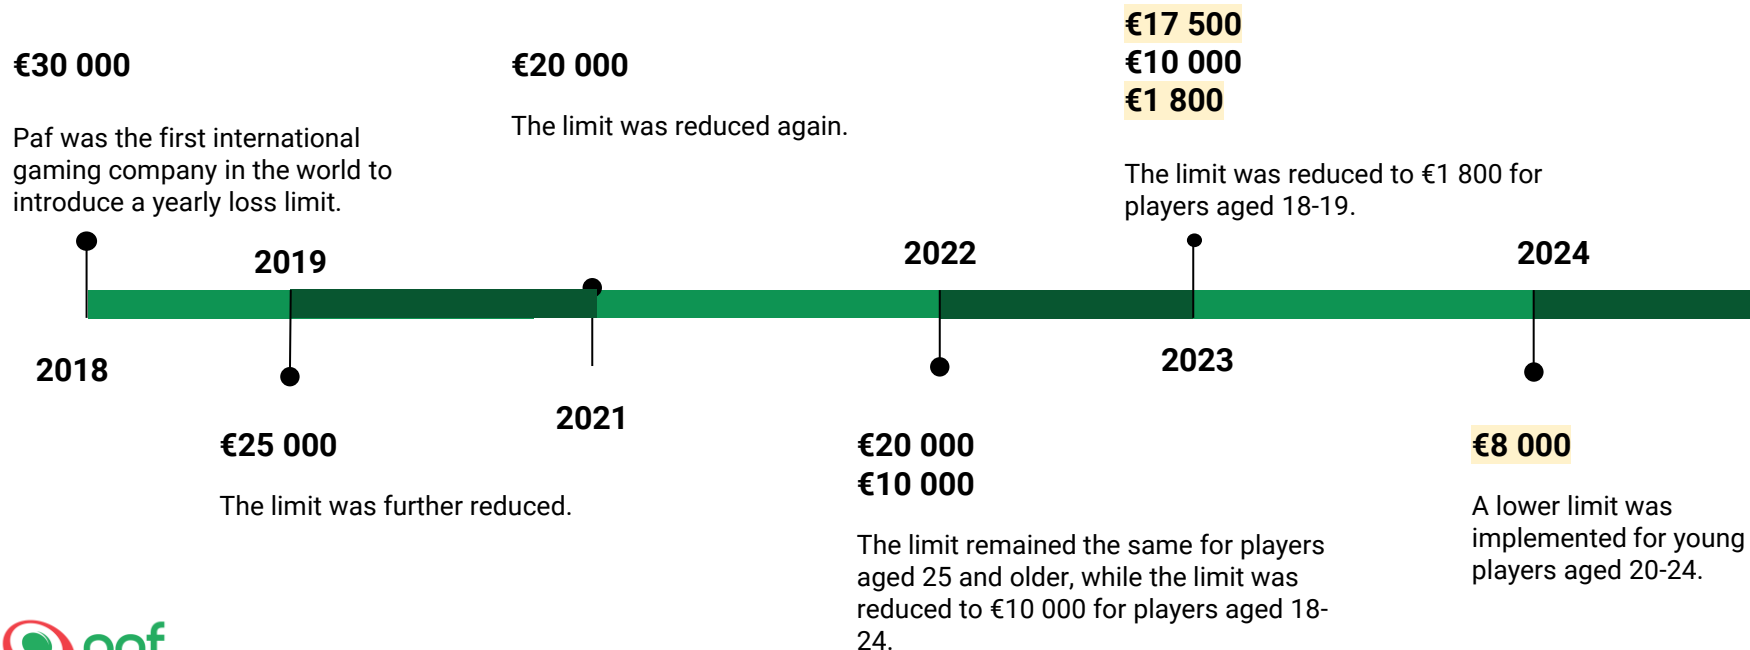 €30 000
Paf was the first international
gaming company in the world to
introduce a yearly loss limit.
2018
2019
€25 000
The limit was further reduced.
€20 000
The limit was reduced again.
2021
2022
€20 000
€10 000
The limit remained the same for players
aged 25 and older, while the limit was
reduced to €10 000 for players aged 18-
24.
€17 500
€10 000
€1 800
The limit was reduced to €1 800 for
players aged 18-19.
2023
2024
€8 000
A lower limit was
implemented for young
players aged 20-24.
paf